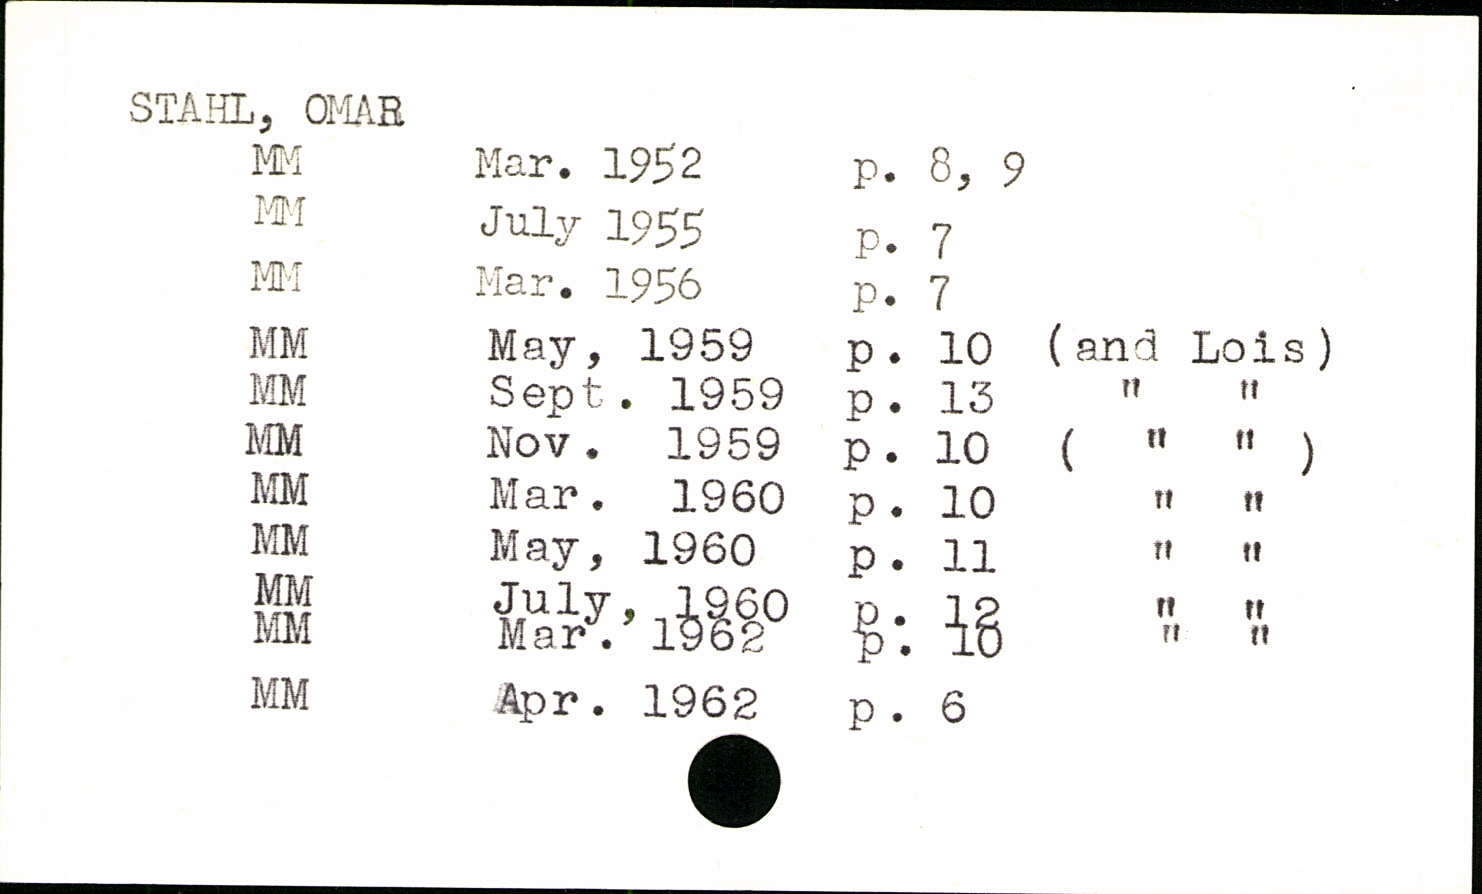 STAHL, OMAR
MM Mar. 1952 p. 8, 9
MM July 1955 p. 7
MM Mar. 1956 p. 7
MM May, 1959 p. 10 (and Lois)
MM Sept. 1959 p. 13 " "
MM Nov. 1959 p. 10 ( " " )
MM Mar. 1960 p. 10 " "
MM May, 1960 p. 11 " "
MM July, 1960 p. 12 " "
MM Mar. 1962 p. 10 " "
MM Apr. 1962 p. 6